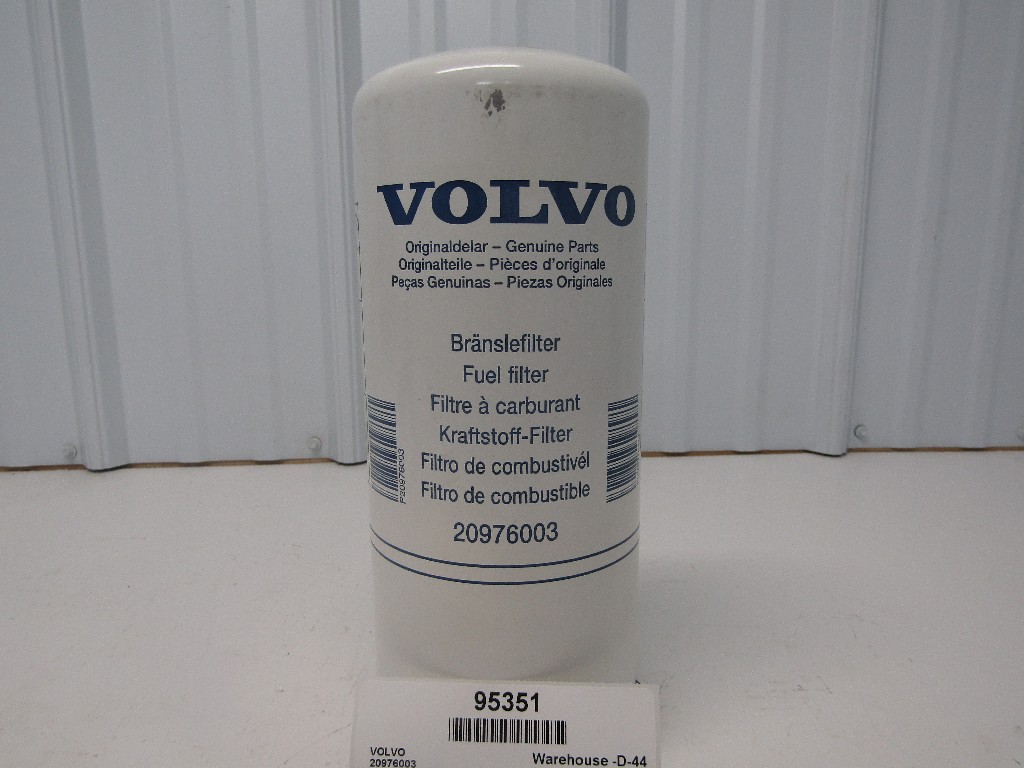 VOLVO
Originaldelar – Genuine Parts
Originalteile – Pièces d'originale
Peças Genuinas – Piezas Originales
Bränslefilter
Fuel filter
Filtre à carburant
Kraftstoff-Filter
Filtro de combustivél
Filtro de combustible
20976003
P20976003
95351
VOLVO
20976003
Warehouse -D-44